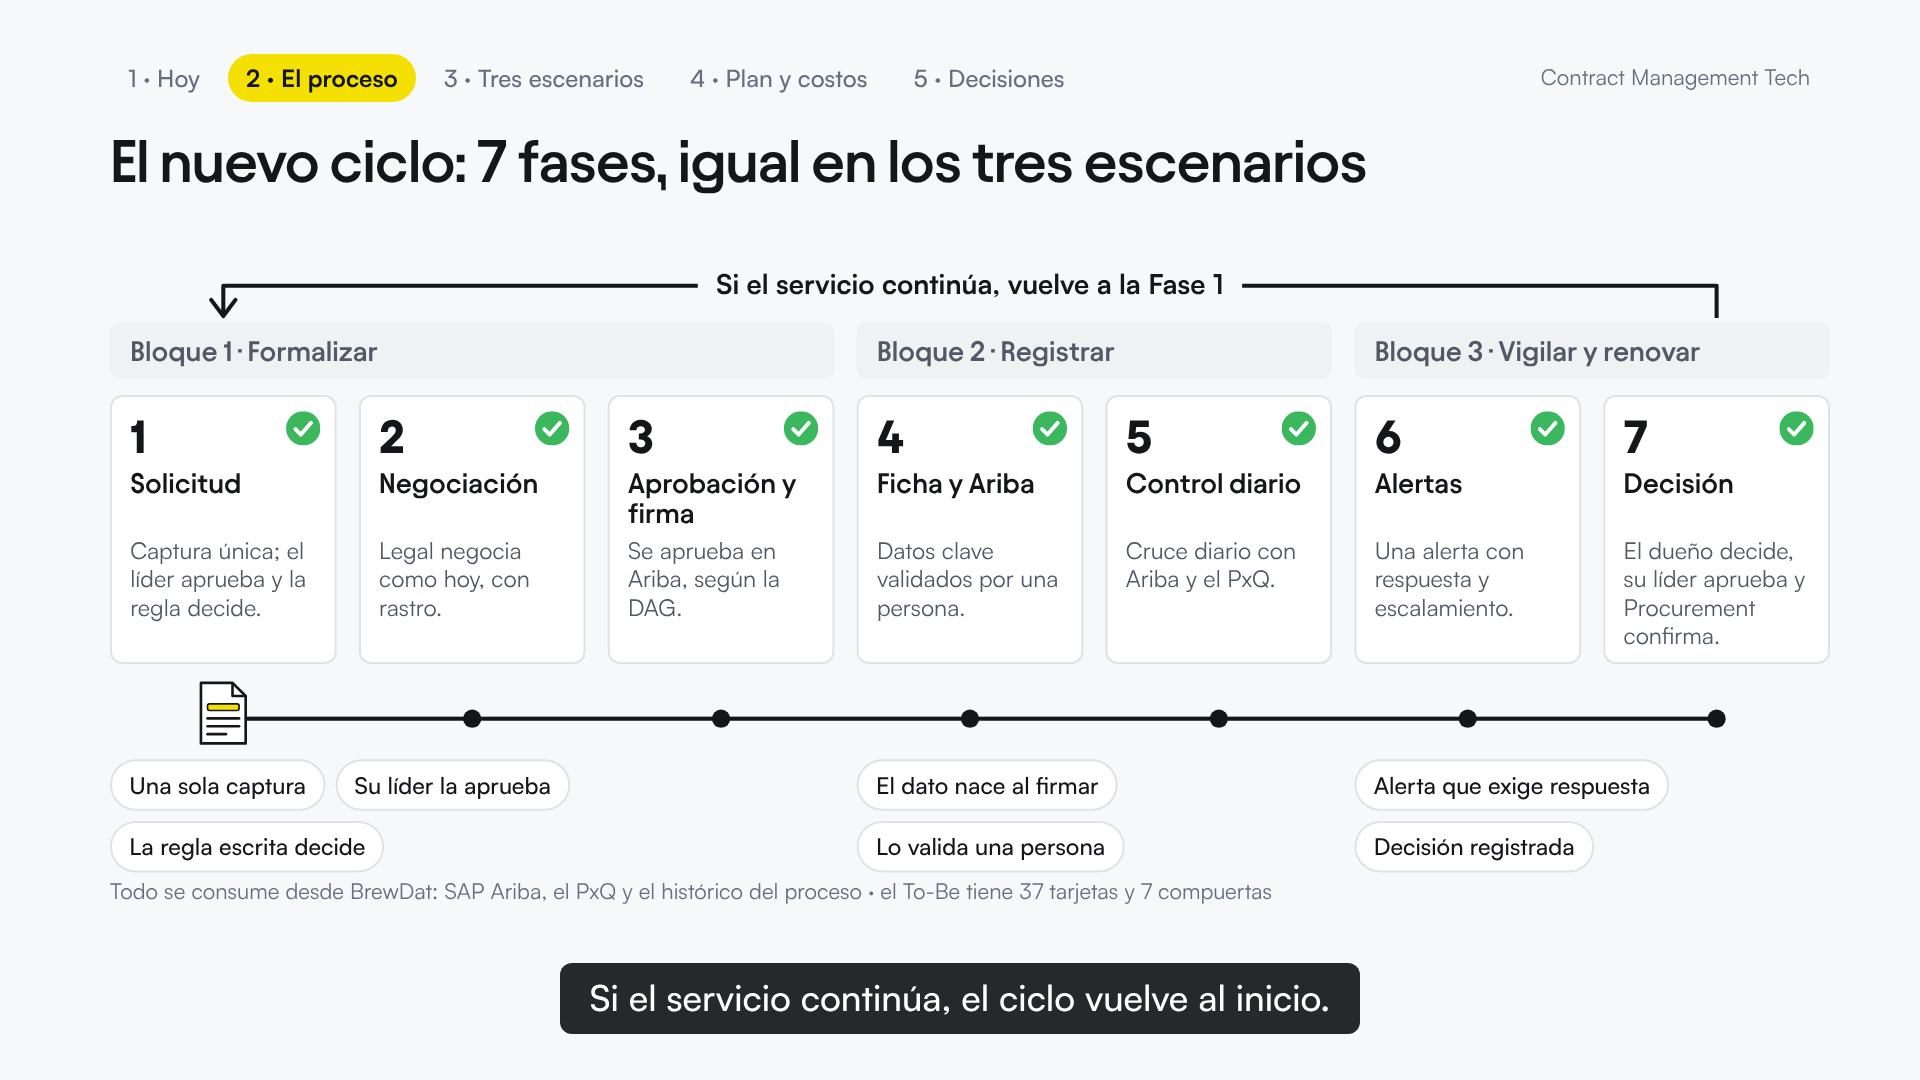 1 · Hoy
2 · El proceso
3 · Tres escenarios
4 · Plan y costos
5 · Decisiones
Contract Management Tech
El nuevo ciclo: 7 fases, igual en los tres escenarios
Si el servicio continúa, vuelve a la Fase 1
Bloque 1 · Formalizar
Bloque 2 · Registrar
Bloque 3 · Vigilar y renovar
1
Solicitud
Captura única; el
líder aprueba y la
regla decide.
2
Negociación
Legal negocia
como hoy, con
rastro.
3
Aprobación y
firma
Se aprueba en
Ariba, según la
DAG.
4
Ficha y Ariba
Datos clave
validados por una
persona.
5
Control diario
Cruce diario con
Ariba y el PxQ.
6
Alertas
Una alerta con
respuesta y
escalamiento.
7
Decisión
El dueño decide,
su líder aprueba y
Procurement
confirma.
Una sola captura
Su líder la aprueba
La regla escrita decide
El dato nace al firmar
Lo valida una persona
Alerta que exige respuesta
Decisión registrada
Todo se consume desde BrewDat: SAP Ariba, el PxQ y el histórico del proceso · el To-Be tiene 37 tarjetas y 7 compuertas
Si el servicio continúa, el ciclo vuelve al inicio.